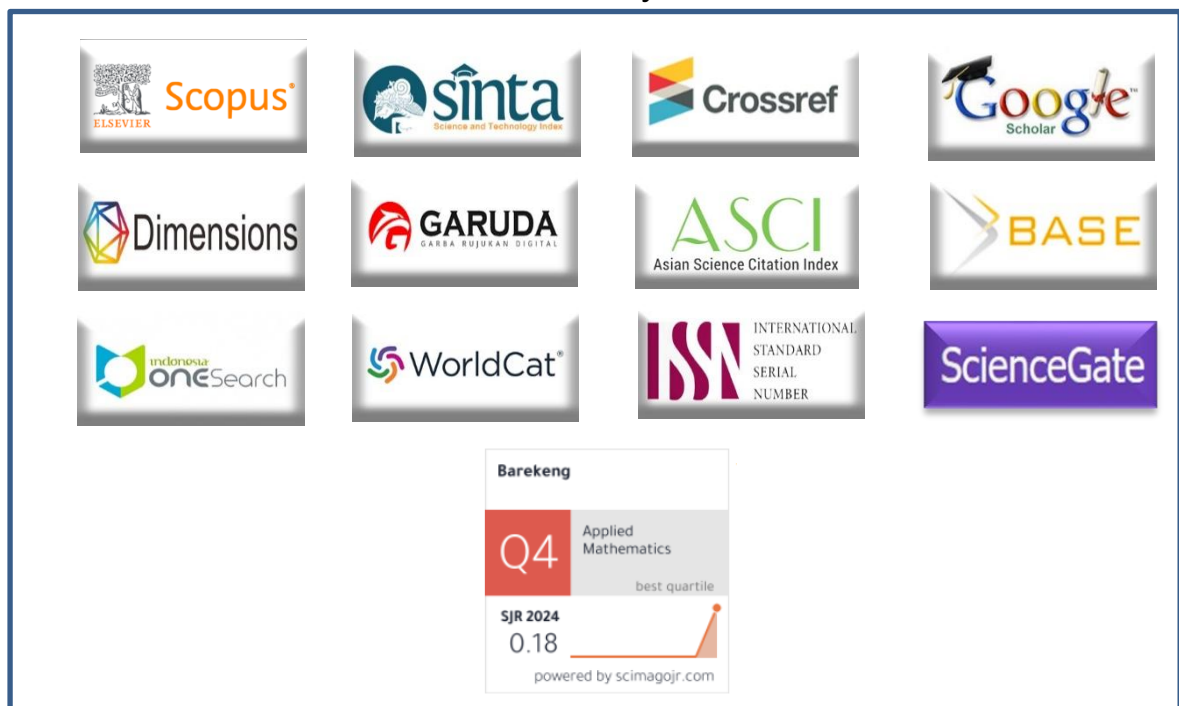 Scopus®
ELSEVIER
sinta
Science and Technology Index
Crossref
Google™
Scholar
Dimensions
GARUDA
GARBA RUJUKAN DIGITAL
ASCI
Asian Science Citation Index
BASE
indonesia
oneSearch
WorldCat®
ISSN
INTERNATIONAL
STANDARD
SERIAL
NUMBER
ScienceGate
Barekeng
Q4
Applied
Mathematics
best quartile
SJR 2024
0.18
powered by scimagojr.com